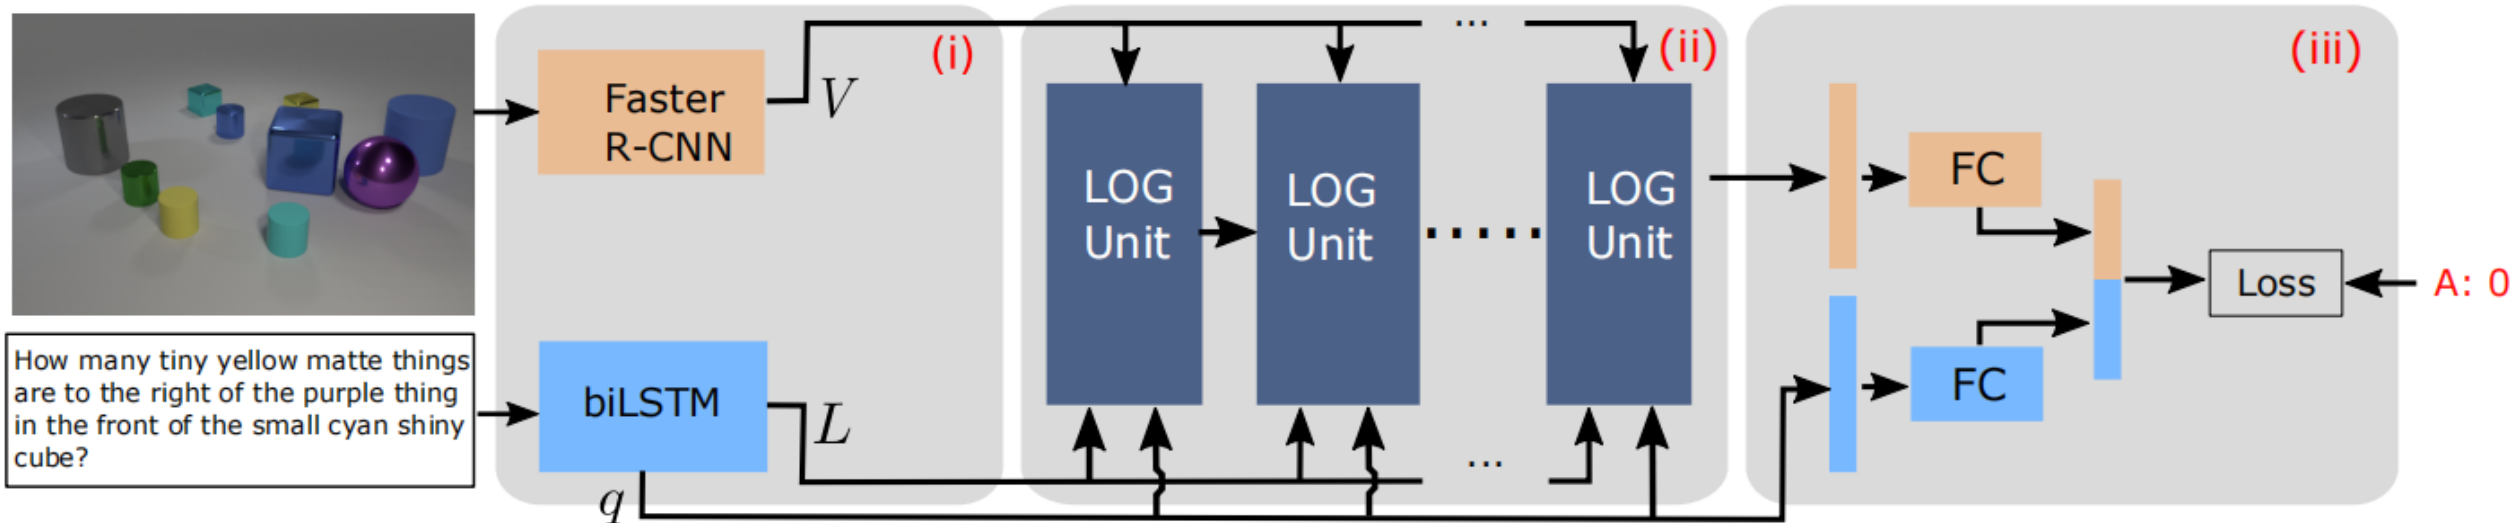 How many tiny yellow matte things
are to the right of the purple thing
in the front of the small cyan shiny
cube?
(i)
Faster
R-CNN
V
biLSTM
L
q
(ii)
...
LOG
Unit
LOG
Unit
.....
LOG
Unit
...
(iii)
FC
FC
Loss
A: 0